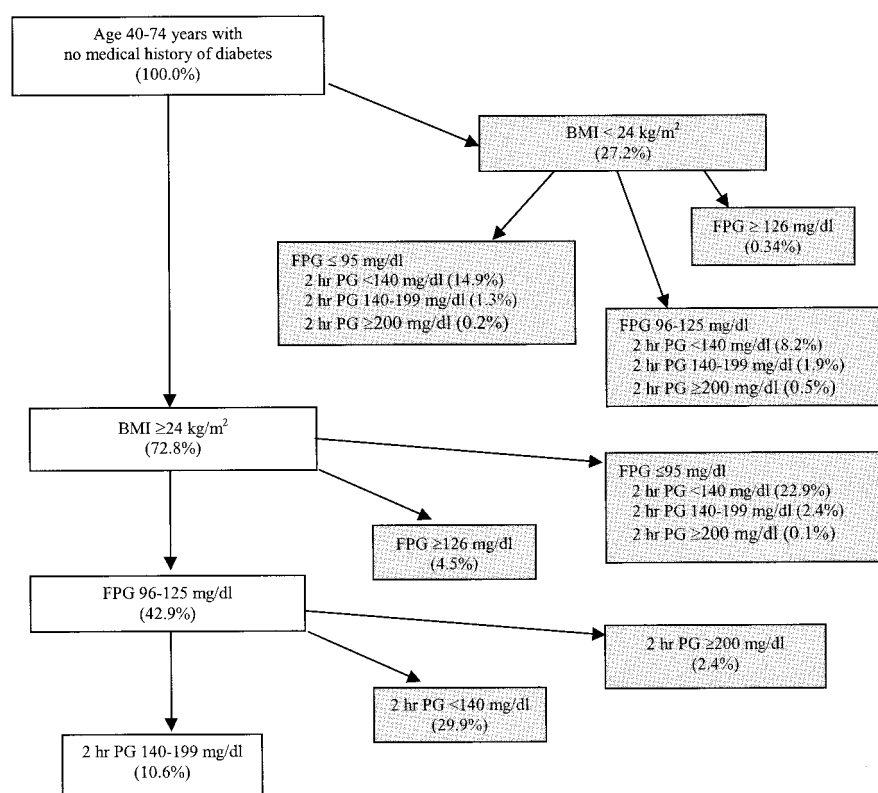 Age 40-74 years with
no medical history of diabetes
(100.0%)
BMI < 24 kg/m²
(27.2%)
FPG ≥ 126 mg/dl
(0.34%)
FPG ≤ 95 mg/dl
2 hr PG <140 mg/dl (14.9%)
2 hr PG 140-199 mg/dl (1.3%)
2 hr PG ≥200 mg/dl (0.2%)
FPG 96-125 mg/dl
2 hr PG <140 mg/dl (8.2%)
2 hr PG 140-199 mg/dl (1.9%)
2 hr PG ≥200 mg/dl (0.5%)
BMI ≥24 kg/m²
(72.8%)
FPG ≤95 mg/dl
2 hr PG <140 mg/dl (22.9%)
2 hr PG 140-199 mg/dl (2.4%)
2 hr PG ≥200 mg/dl (0.1%)
FPG ≥126 mg/dl
(4.5%)
FPG 96-125 mg/dl
(42.9%)
2 hr PG ≥200 mg/dl
(2.4%)
2 hr PG <140 mg/dl
(29.9%)
2 hr PG 140-199 mg/dl
(10.6%)